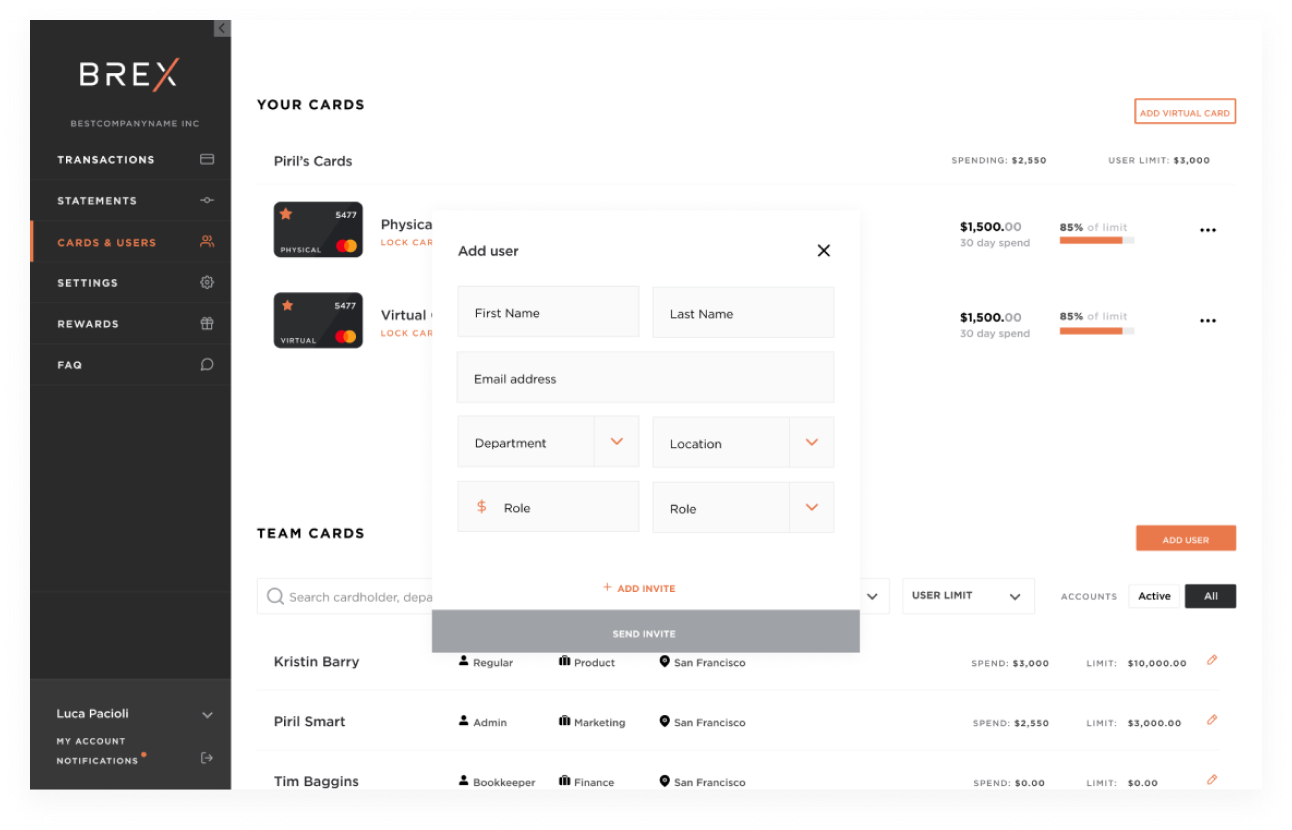 BREX
BESTCOMPANYNAME INC
TRANSACTIONS
STATEMENTS
CARDS & USERS
SETTINGS
REWARDS
FAQ
Luca Pacioli
MY ACCOUNT
NOTIFICATIONS
YOUR CARDS
ADD VIRTUAL CARD
Piril's Cards SPENDING: $2,550 USER LIMIT: $3,000
5477
PHYSICAL
Physica
LOCK CAR
$1,500.00 85% of limit
30 day spend
5477
VIRTUAL
Virtual
LOCK CAR
$1,500.00 85% of limit
30 day spend
Add user
First Name Last Name
Email address
Department Location
$ Role Role
+ ADD INVITE
SEND INVITE
TEAM CARDS
ADD USER
Search cardholder, depa USER LIMIT ACCOUNTS Active All
Kristin Barry Regular Product San Francisco SPEND: $3,000 LIMIT: $10,000.00
Piril Smart Admin Marketing San Francisco SPEND: $2,550 LIMIT: $3,000.00
Tim Baggins Bookkeeper Finance San Francisco SPEND: $0.00 LIMIT: $0.00